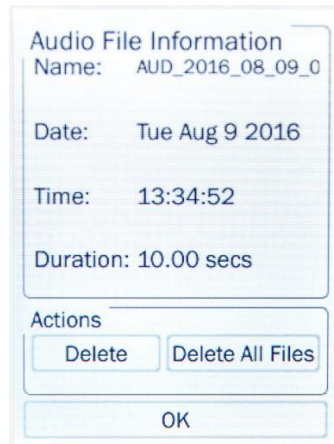 Audio File Information
Name: AUD_2016_08_09_0
Date: Tue Aug 9 2016
Time: 13:34:52
Duration: 10.00 secs
Actions
Delete Delete All Files
OK